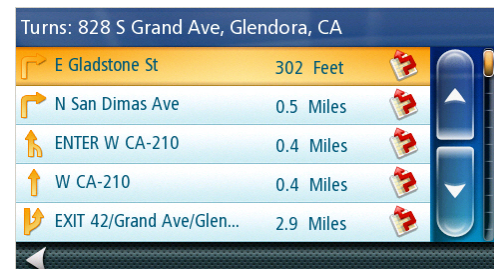 Turns: 828 S Grand Ave, Glendora, CA
E Gladstone St 302 Feet
N San Dimas Ave 0.5 Miles
ENTER W CA-210 0.4 Miles
W CA-210 0.4 Miles
EXIT 42/Grand Ave/Glen... 2.9 Miles